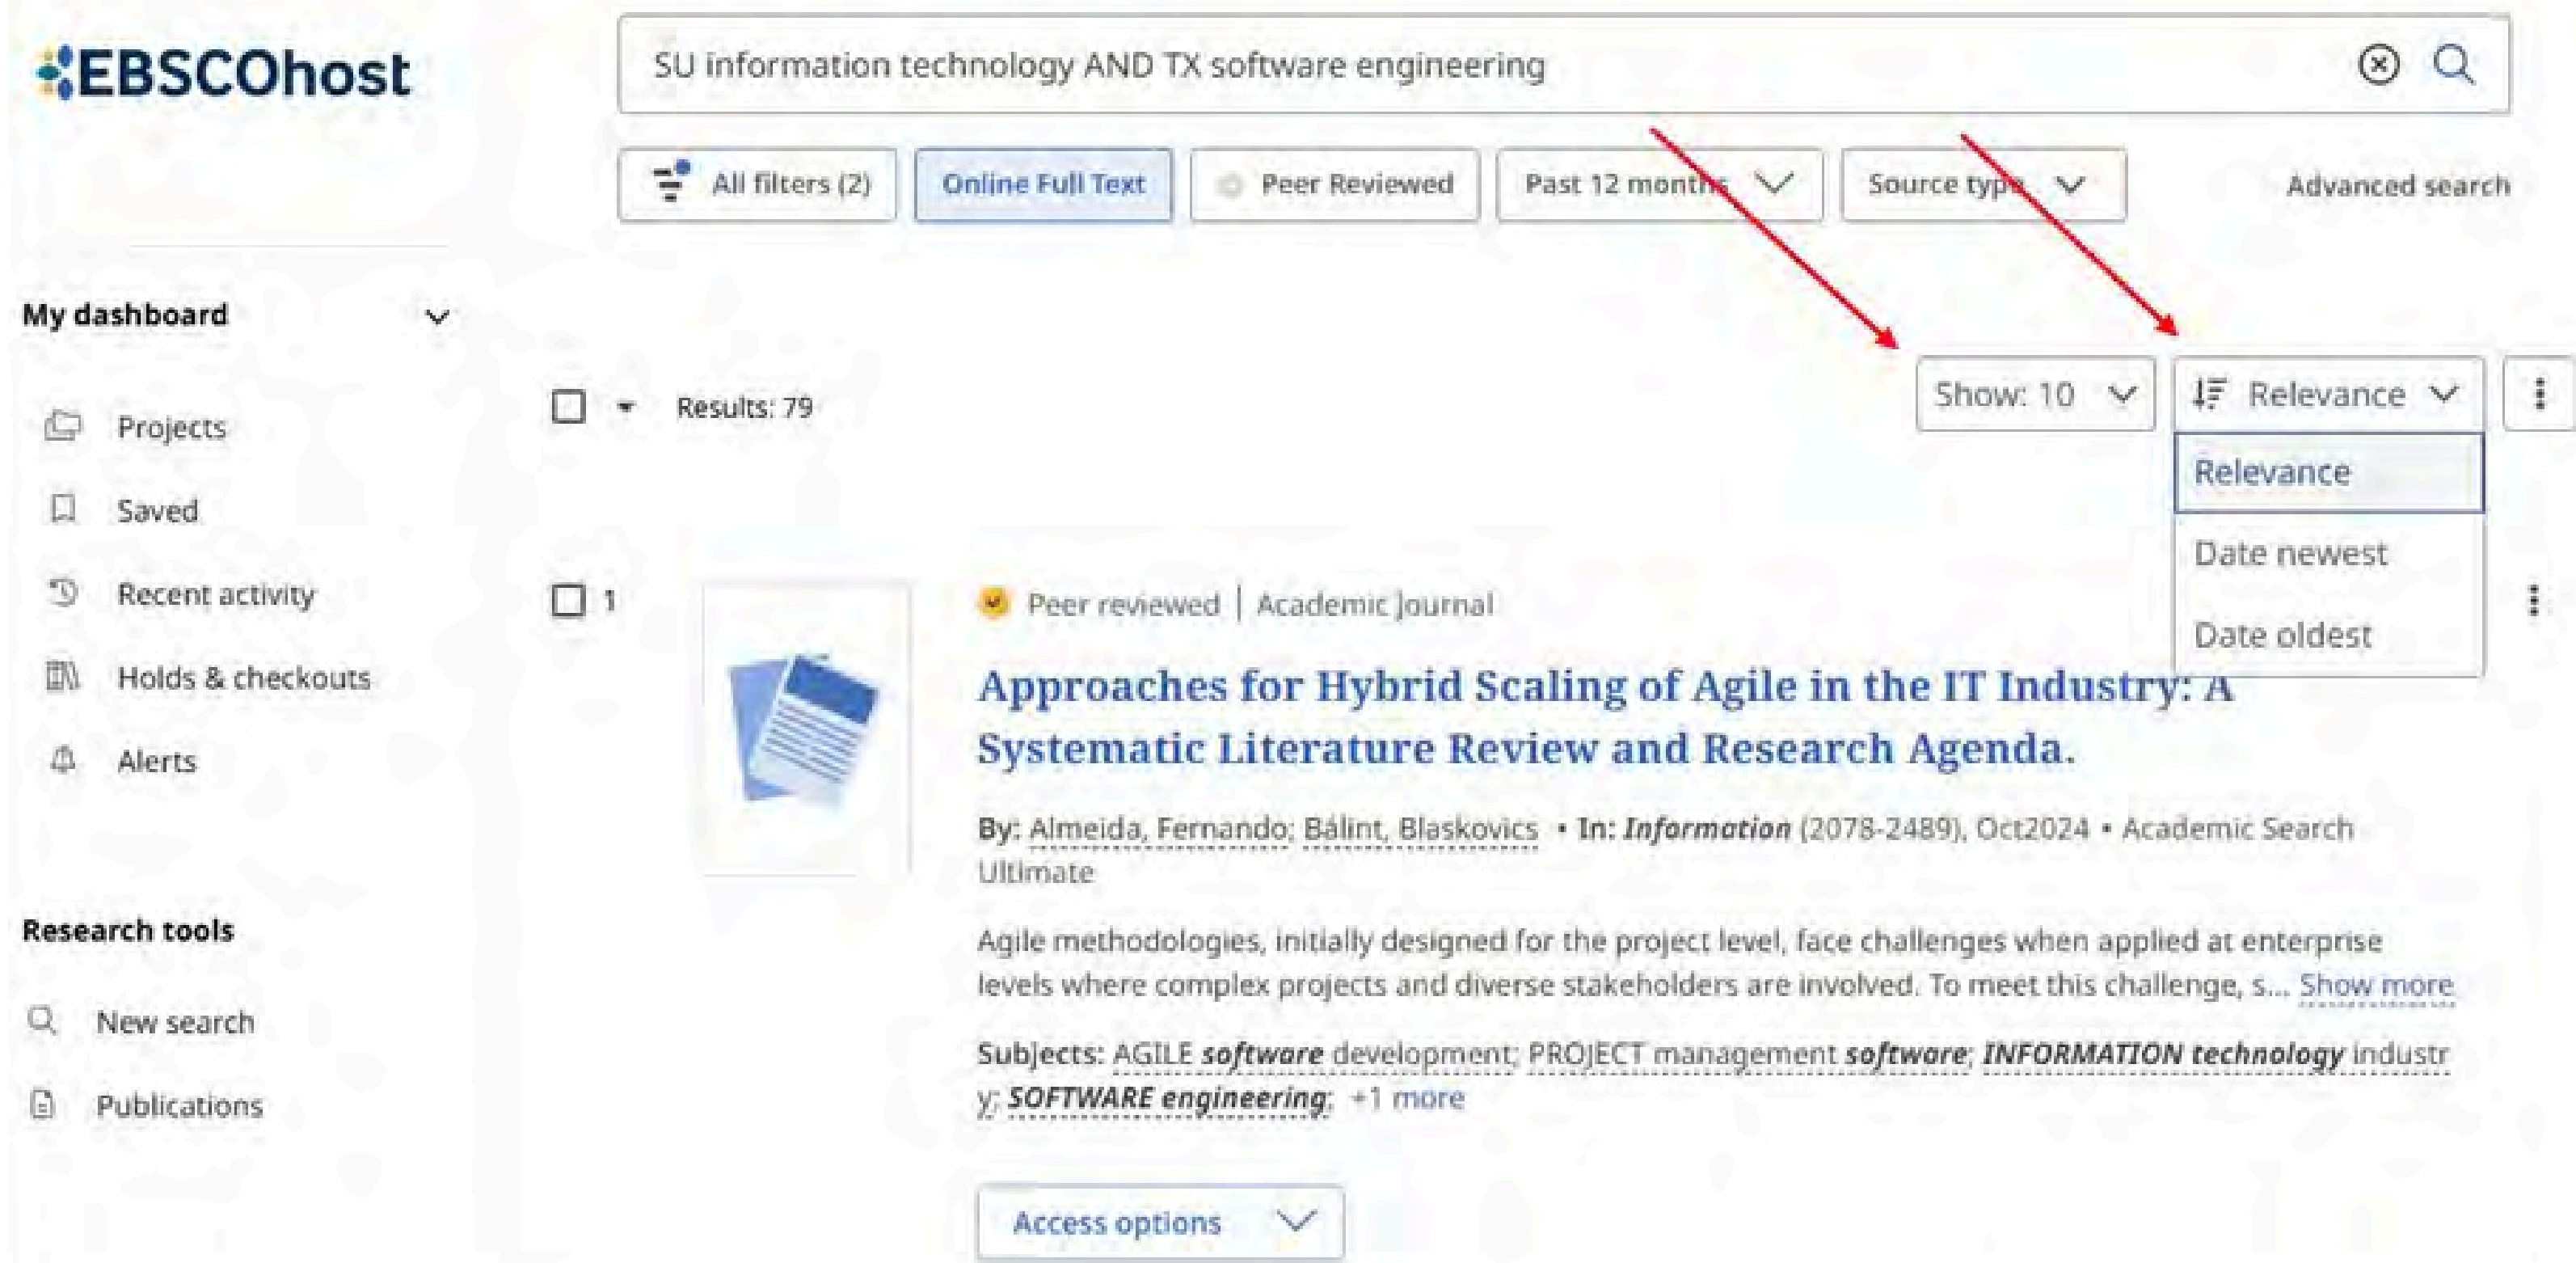 EBSCOhost
SU information technology AND TX software engineering
All filters (2)
Online Full Text
Peer Reviewed
Past 12 months
Source type
Advanced search
My dashboard
Projects
Saved
Recent activity
Holds & checkouts
Alerts
Research tools
New search
Publications
Results: 79
Show: 10
Relevance
Relevance
Date newest
Date oldest
1
Peer reviewed | Academic Journal
Approaches for Hybrid Scaling of Agile in the IT Industry: A
Systematic Literature Review and Research Agenda.
By: Almeida, Fernando; Bálint, Blaskovics • In: Information (2078-2489), Oct2024 • Academic Search
Ultimate
Agile methodologies, initially designed for the project level, face challenges when applied at enterprise
levels where complex projects and diverse stakeholders are involved. To meet this challenge, s... Show more
Subjects: AGILE software development; PROJECT management software; INFORMATION technology industr
y; SOFTWARE engineering; +1 more
Access options